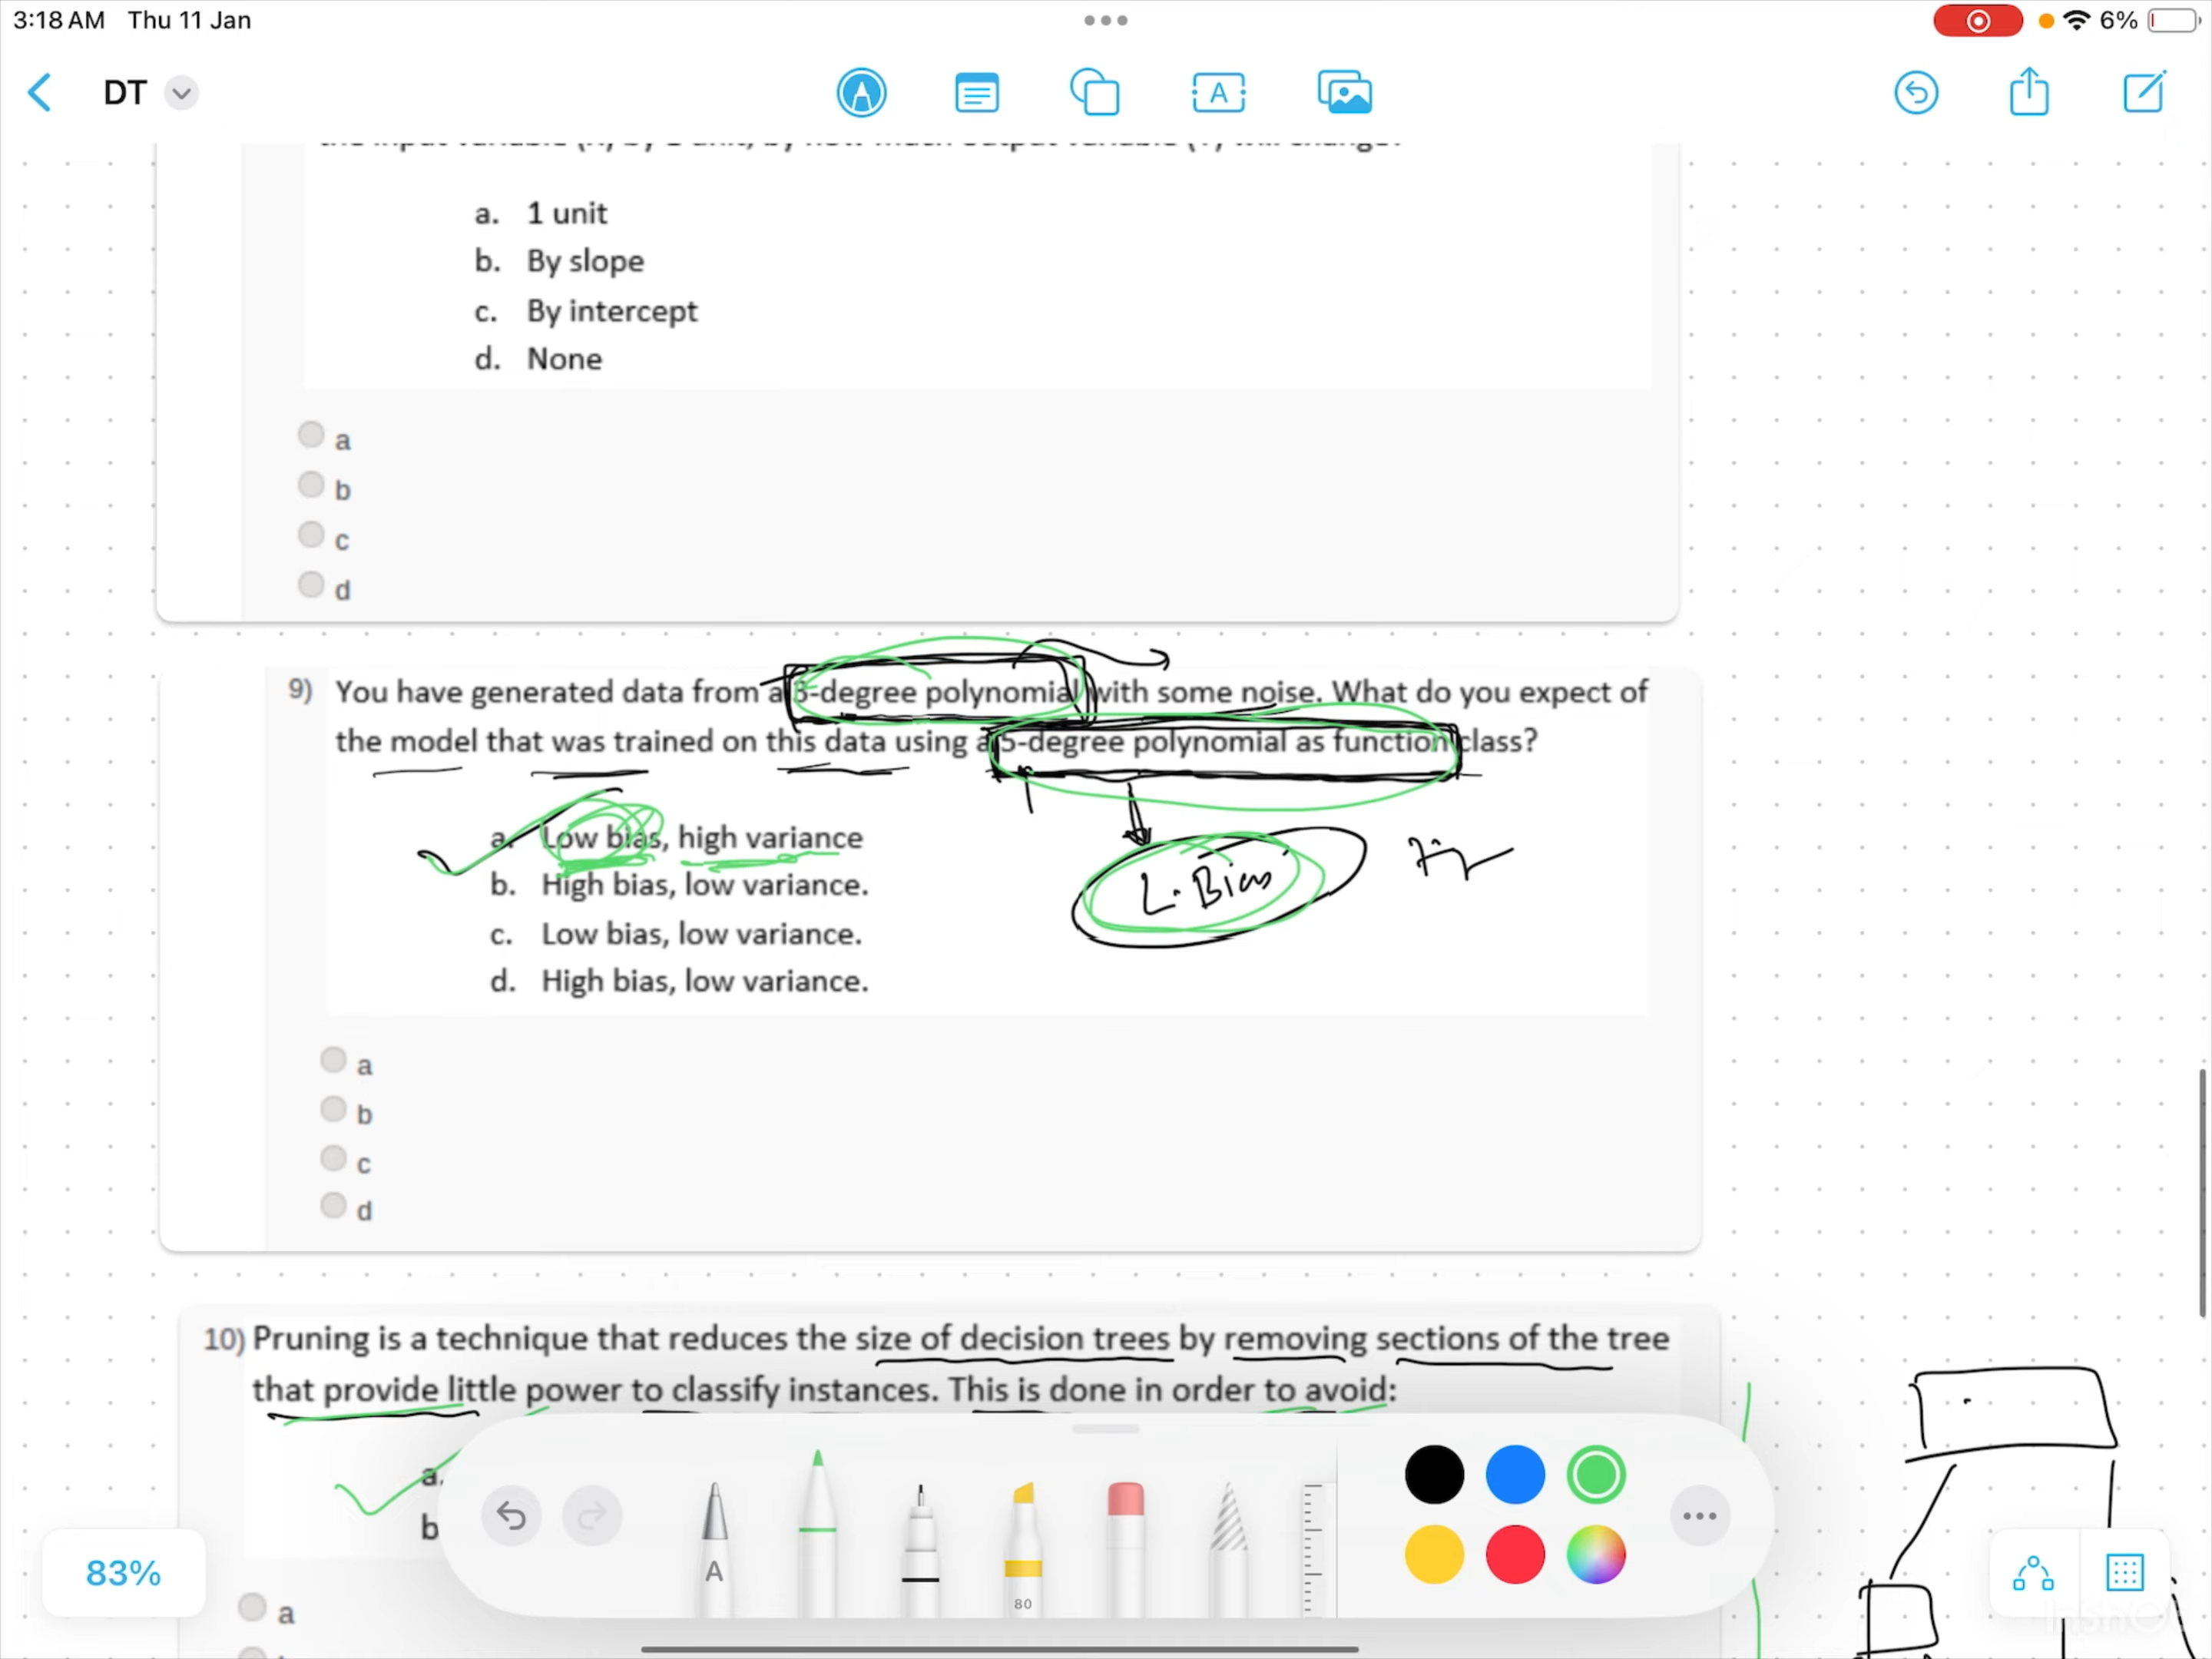 3:18 AM Thu 11 Jan
6%
DT
A
a. 1 unit
b. By slope
c. By intercept
d. None
a
b
c
d
9) You have generated data from a 3-degree polynomial with some noise. What do you expect of
the model that was trained on this data using a 5-degree polynomial as function class?
a. Low bias, high variance
b. High bias, low variance.
c. Low bias, low variance.
d. High bias, low variance.
L. Bias
a
b
c
d
10) Pruning is a technique that reduces the size of decision trees by removing sections of the tree
that provide little power to classify instances. This is done in order to avoid:
a.
b
A
80
83%
a